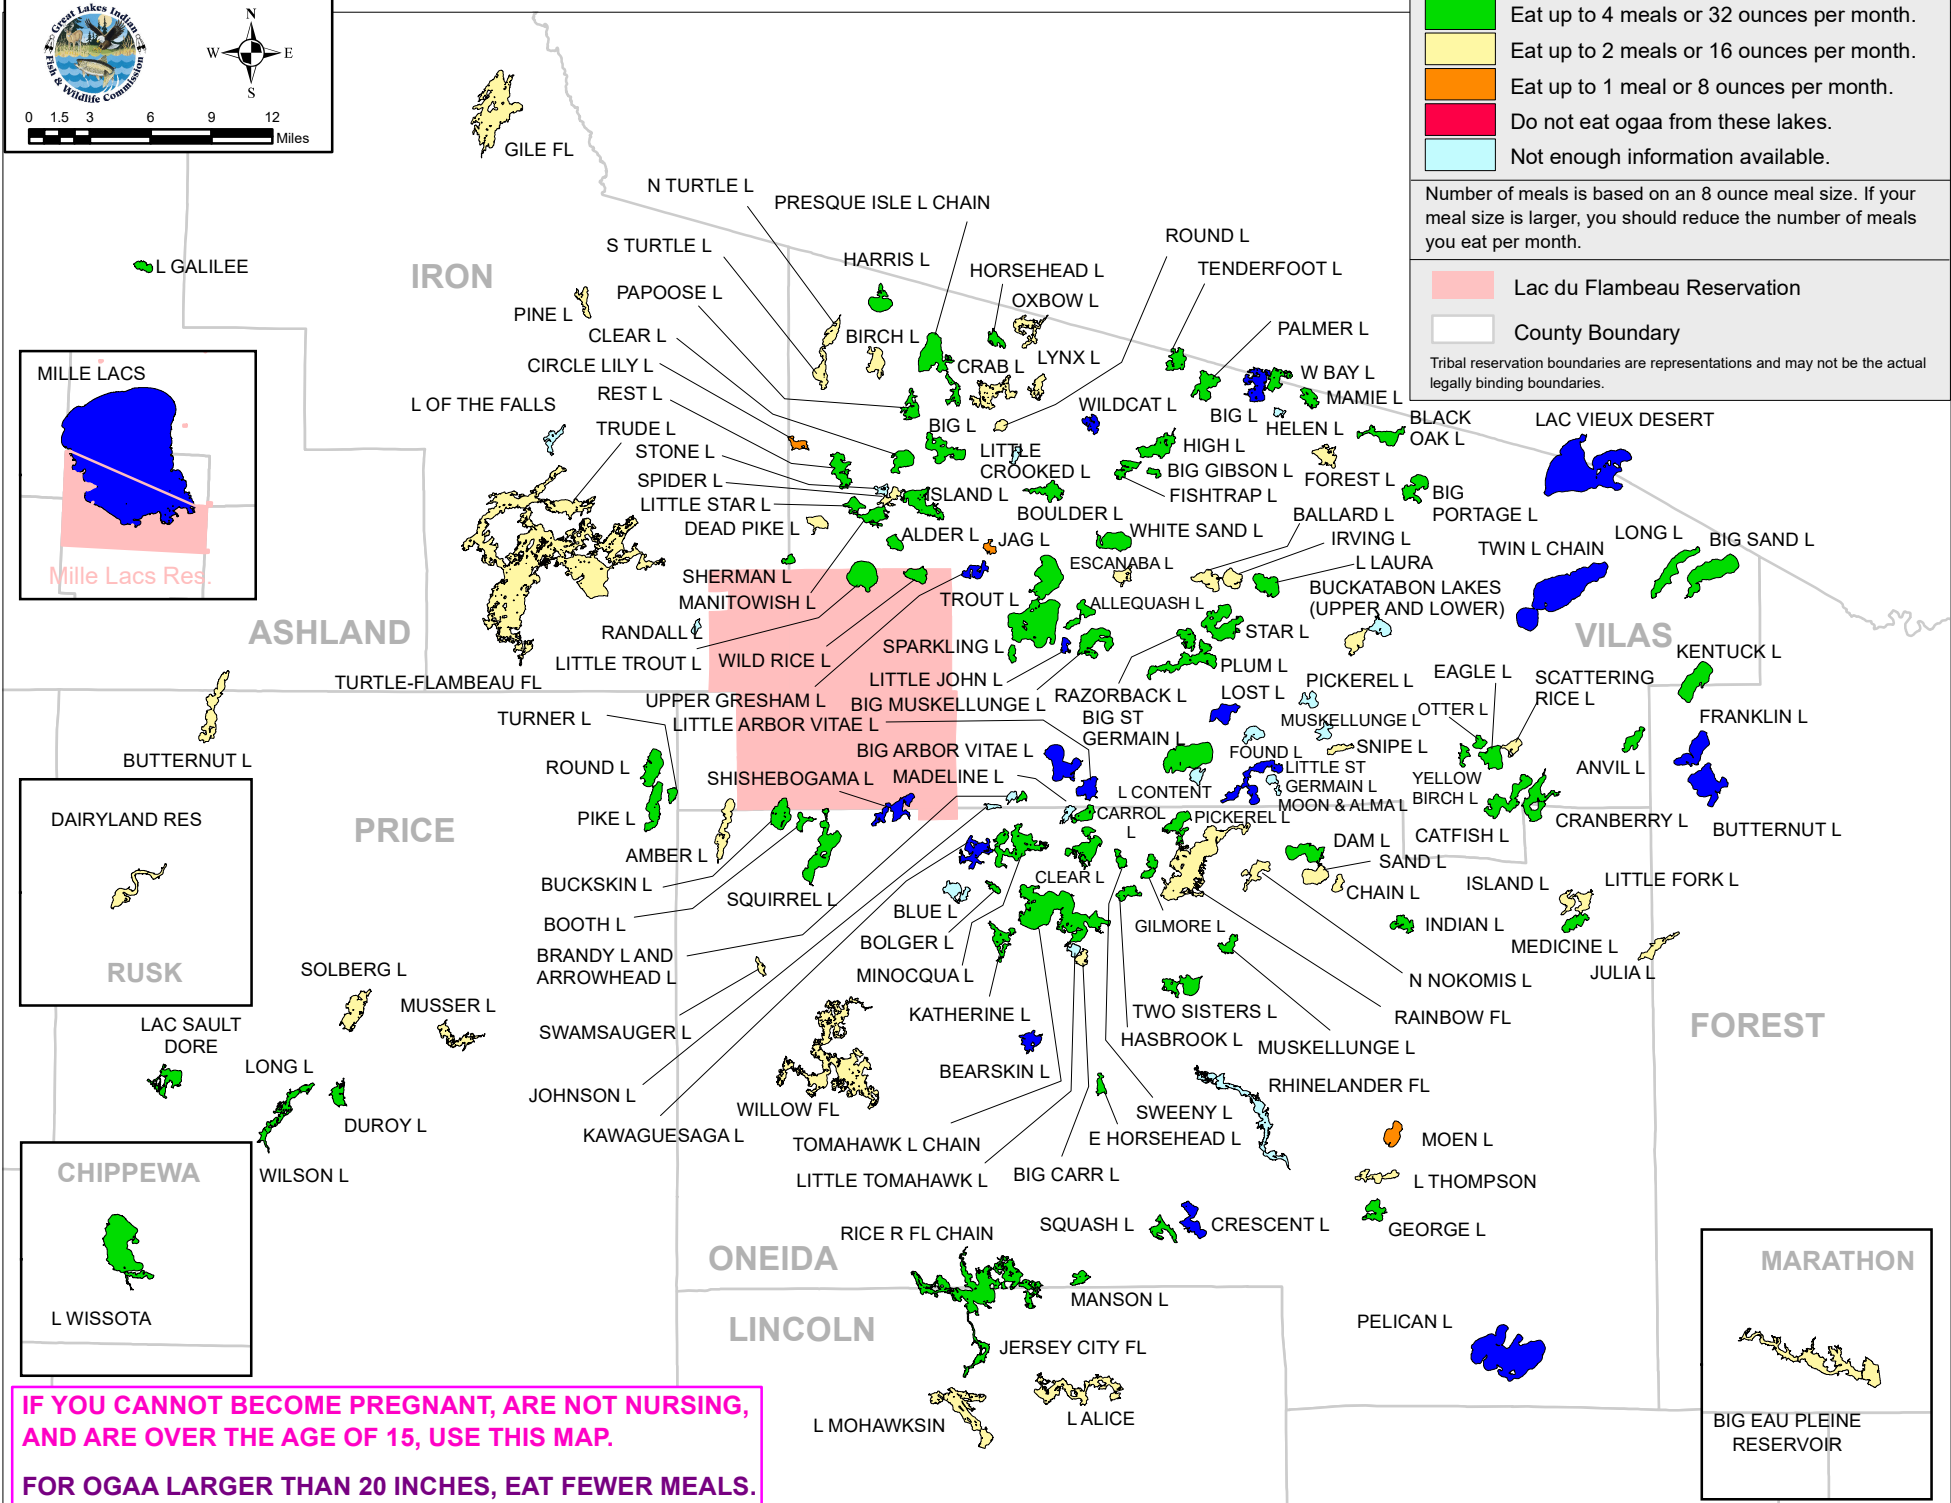 Great Lakes Indian
Fish & Wildlife Commission
N
W
E
S
0 1.5 3 6 9 12
Miles
Eat up to 4 meals or 32 ounces per month.
Eat up to 2 meals or 16 ounces per month.
Eat up to 1 meal or 8 ounces per month.
Do not eat ogaa from these lakes.
Not enough information available.
Number of meals is based on an 8 ounce meal size. If your
meal size is larger, you should reduce the number of meals
you eat per month.
Lac du Flambeau Reservation
County Boundary
Tribal reservation boundaries are representations and may not be the actual
legally binding boundaries.
GILE FL
N TURTLE L
PRESQUE ISLE L CHAIN
S TURTLE L
HARRIS L
ROUND L
L GALILEE
IRON
HORSEHEAD L
TENDERFOOT L
PAPOOSE L
OXBOW L
PINE L
CLEAR L
BIRCH L
PALMER L
CIRCLE LILY L
CRAB L
LYNX L
W BAY L
MILLE LACS
REST L
MAMIE L
L OF THE FALLS
WILDCAT L
BIG L
BLACK
OAK L
LAC VIEUX DESERT
TRUDE L
BIG L
HELEN L
STONE L
LITTLE
CROOKED L
HIGH L
SPIDER L
BIG GIBSON L
FOREST L
LITTLE STAR L
ISLAND L
FISHTRAP L
BIG
PORTAGE L
DEAD PIKE L
BOULDER L
BALLARD L
ALDER L
JAG L
WHITE SAND L
IRVING L
TWIN L CHAIN
LONG L
BIG SAND L
ESCANABA L
L LAURA
Mille Lacs Res.
SHERMAN L
BUCKATABON LAKES
(UPPER AND LOWER)
MANITOWISH L
TROUT L
ALLEQUASH L
ASHLAND
RANDALL L
STAR L
VILAS
LITTLE TROUT L
WILD RICE L
SPARKLING L
KENTUCK L
TURTLE-FLAMBEAU FL
LITTLE JOHN L
PLUM L
PICKEREL L
EAGLE L
SCATTERING
RICE L
UPPER GRESHAM L
BIG MUSKELLUNGE L
RAZORBACK L
LOST L
OTTER L
TURNER L
LITTLE ARBOR VITAE L
BIG ST
GERMAIN L
MUSKELLUNGE L
FRANKLIN L
BUTTERNUT L
BIG ARBOR VITAE L
FOUND L
SNIPE L
ROUND L
SHISHEBOGAMA L
MADELINE L
LITTLE ST
GERMAIN L
YELLOW
BIRCH L
ANVIL L
L CONTENT
MOON & ALMA L
DAIRYLAND RES
PIKE L
CARROL
L
PICKEREL L
CRANBERRY L
BUTTERNUT L
PRICE
CATFISH L
AMBER L
DAM L
SAND L
BUCKSKIN L
CLEAR L
CHAIN L
ISLAND L
LITTLE FORK L
SQUIRREL L
BLUE L
BOOTH L
GILMORE L
INDIAN L
BOLGER L
MEDICINE L
BRANDY L AND
ARROWHEAD L
RUSK
SOLBERG L
MINOCQUA L
N NOKOMIS L
JULIA L
MUSSER L
KATHERINE L
TWO SISTERS L
RAINBOW FL
LAC SAULT
DORE
SWAMSAUGER L
HASBROOK L
MUSKELLUNGE L
FOREST
LONG L
BEARSKIN L
RHINELANDER FL
JOHNSON L
WILLOW FL
SWEENY L
DUROY L
KAWAGUESAGA L
TOMAHAWK L CHAIN
E HORSEHEAD L
MOEN L
CHIPPEWA
WILSON L
LITTLE TOMAHAWK L
BIG CARR L
L THOMPSON
RICE R FL CHAIN
SQUASH L
CRESCENT L
GEORGE L
ONEIDA
MARATHON
MANSON L
L WISSOTA
LINCOLN
PELICAN L
JERSEY CITY FL
L MOHAWKSIN
L ALICE
BIG EAU PLEINE
RESERVOIR
IF YOU CANNOT BECOME PREGNANT, ARE NOT NURSING,
AND ARE OVER THE AGE OF 15, USE THIS MAP.
FOR OGAA LARGER THAN 20 INCHES, EAT FEWER MEALS.